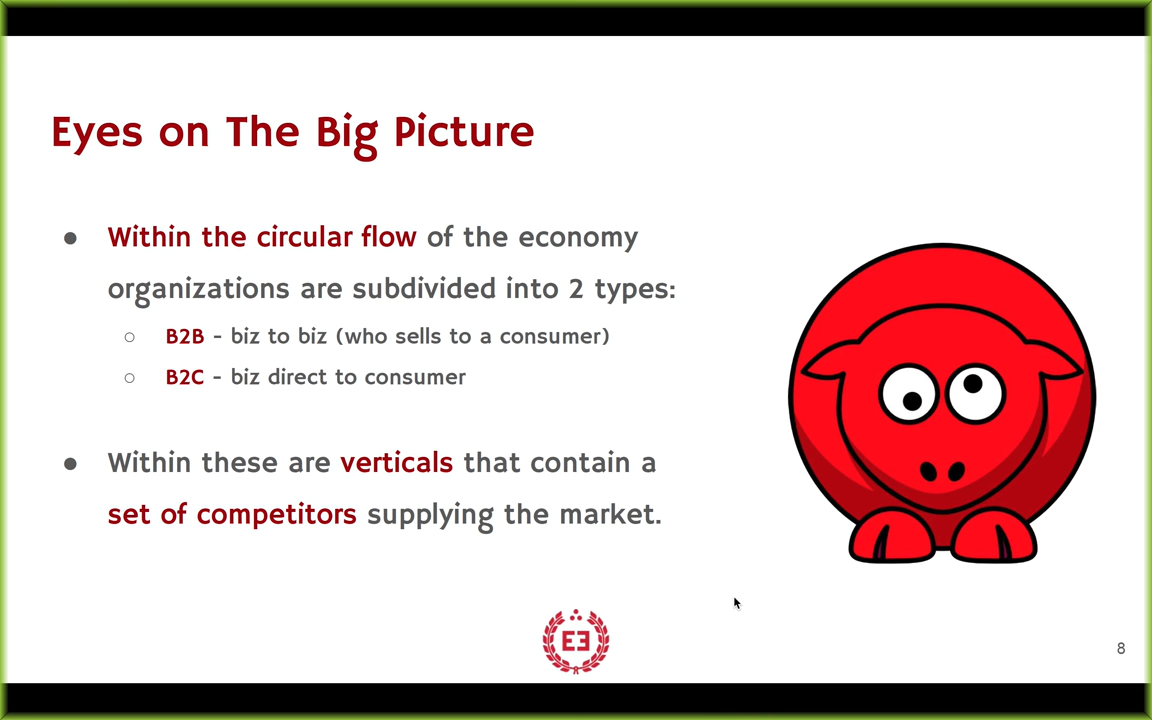 Eyes on The Big Picture
● Within the circular flow of the economy
organizations are subdivided into 2 types:
○ B2B - biz to biz (who sells to a consumer)
○ B2C - biz direct to consumer
● Within these are verticals that contain a
set of competitors supplying the market.
EE
8